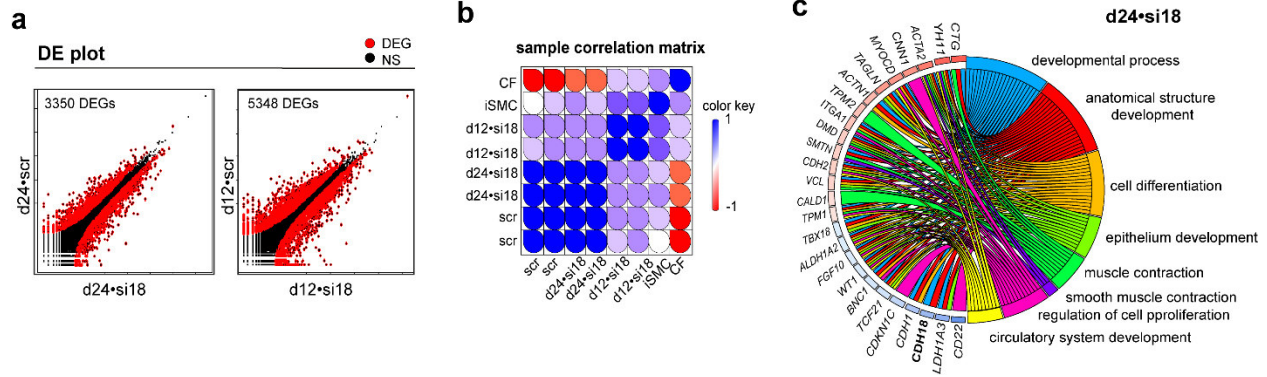 a
DE plot
DEG
NS
3350 DEGs
5348 DEGs
d24•scr
d12•scr
d24•si18
d12•si18
b
sample correlation matrix
CF
iSMC
d12•si18
d12•si18
d24•si18
d24•si18
scr
scr
scr
scr
d24•si18
d24•si18
d12•si18
d12•si18
iSMC
CF
color key
1
-1
c
d24•si18
CTG
YH11
ACTA2
CNN1
MYOCD
TAGLN
ACTN1
TPM2
ITGA1
DMD
SMTN
CDH2
VCL
CALD1
TPM1
TBX18
ALDH1A2
FGF10
WT1
BNC1
TCF21
CDKN1C
CDH1
CDH18
LDH1A3
CD22
developmental process
anatomical structure
development
cell differentiation
epithelium development
muscle contraction
smooth muscle contraction
regulation of cell pproliferation
circulatory system development